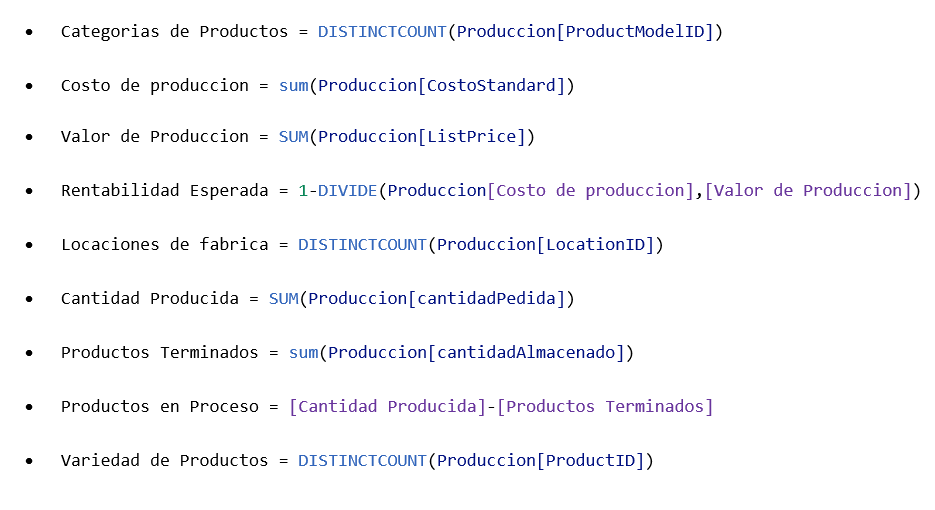 • Categorias de Productos = DISTINCTCOUNT(Produccion[ProductModelID])
• Costo de produccion = sum(Produccion[CostoStandard])
• Valor de Produccion = SUM(Produccion[ListPrice])
• Rentabilidad Esperada = 1-DIVIDE(Produccion[Costo de produccion],[Valor de Produccion])
• Locaciones de fabrica = DISTINCTCOUNT(Produccion[LocationID])
• Cantidad Producida = SUM(Produccion[cantidadPedida])
• Productos Terminados = sum(Produccion[cantidadAlmacenado])
• Productos en Proceso = [Cantidad Producida]-[Productos Terminados]
• Variedad de Productos = DISTINCTCOUNT(Produccion[ProductID])